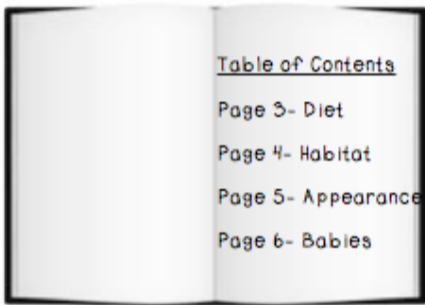 Table of Contents
Page 3- Diet
Page 4- Habitat
Page 5- Appearance
Page 6- Babies